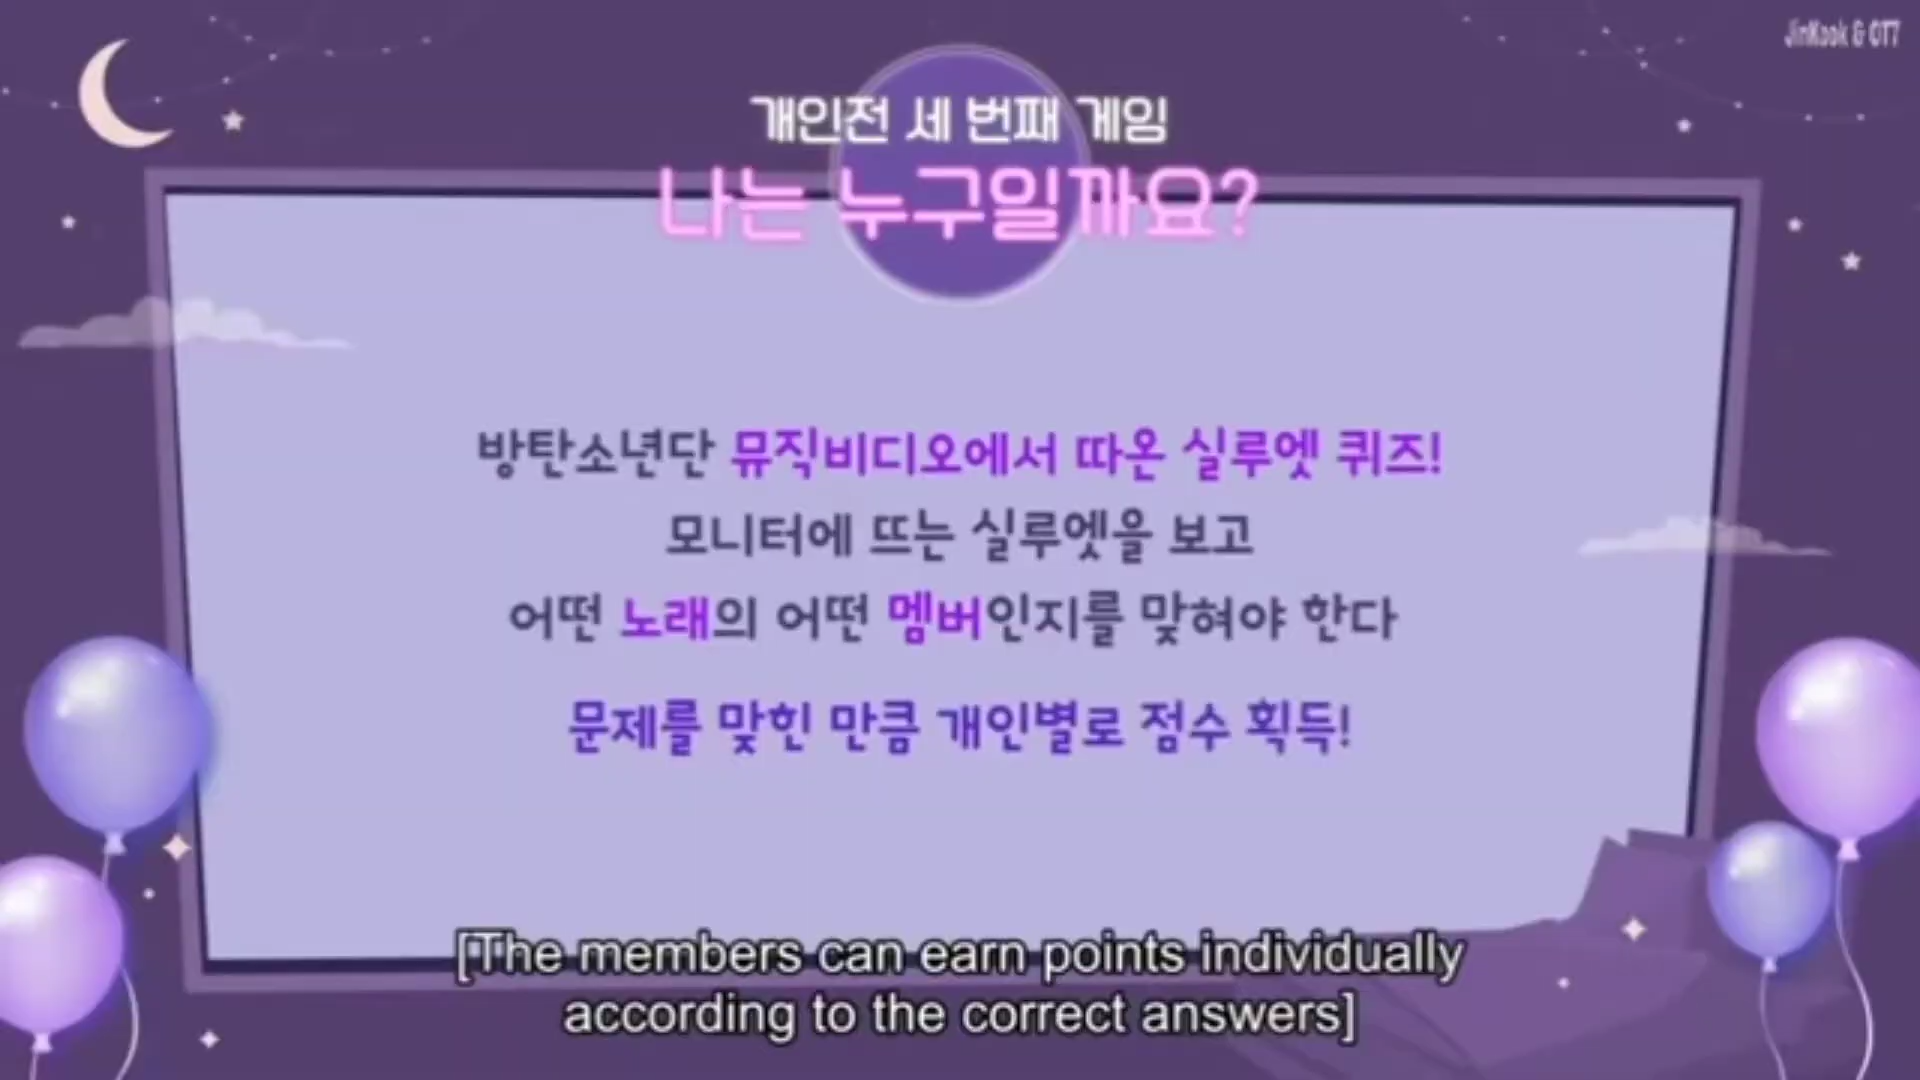 JinKook & OT7
개인전 세 번째 게임
나는 누구일까요?
방탄소년단 뮤직비디오에서 따온 실루엣 퀴즈!
모니터에 뜨는 실루엣을 보고
어떤 노래의 어떤 멤버인지를 맞혀야 한다
문제를 맞힌 만큼 개인별로 점수 획득!
[The members can earn points individually
according to the correct answers]